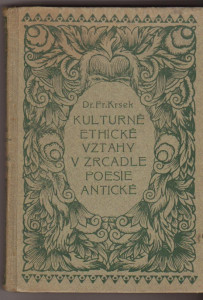 Dr. Fr. Krsek
KULTURNĚ
ETHICKÉ
VZTAHY
V ZRCADLE
POESIE
ANTICKÉ